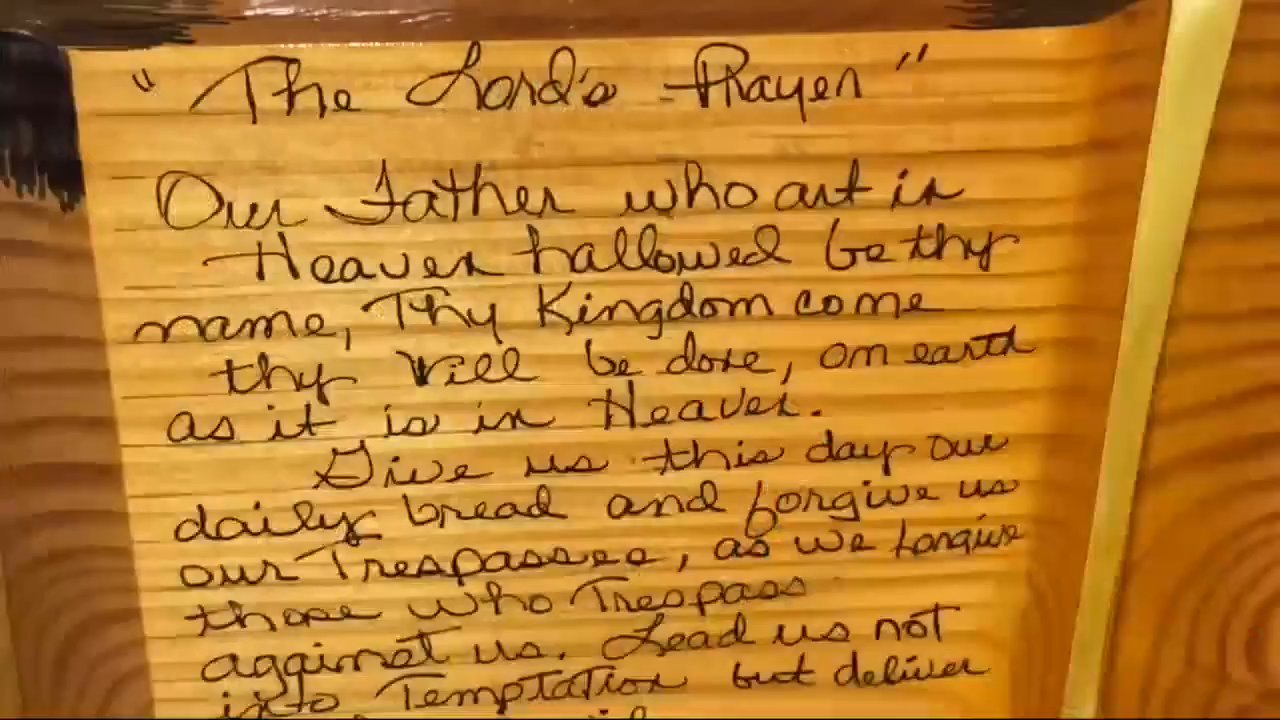 "The Lord's Prayer"
Our Father who art in
Heaven hallowed be thy
name, Thy Kingdom come
thy will be done, on earth
as it is in Heaven.
Give us this day our
daily bread and forgive us
our Trespasses, as we forgive
those who Trespass
against us. Lead us not
into Temptation but deliver